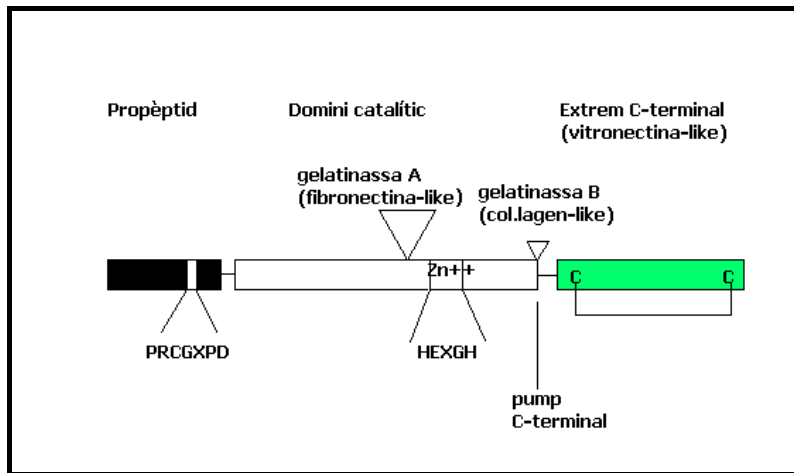 Propèptid
Domini catalític
Extrem C-terminal
(vitronectina-like)
gelatinassa A
(fibronectina-like)
gelatinassa B
(col.lagen-like)
Zn++
C
C
PRCGXPD
HEXGH
pump
C-terminal